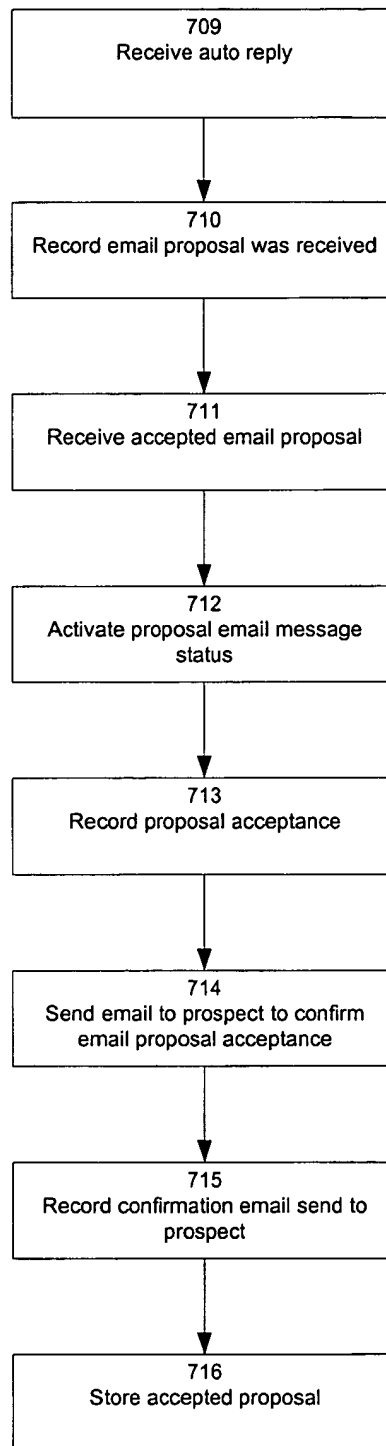 709
Receive auto reply
710
Record email proposal was received
711
Receive accepted email proposal
712
Activate proposal email message
status
713
Record proposal acceptance
714
Send email to prospect to confirm
email proposal acceptance
715
Record confirmation email send to
prospect
716
Store accepted proposal